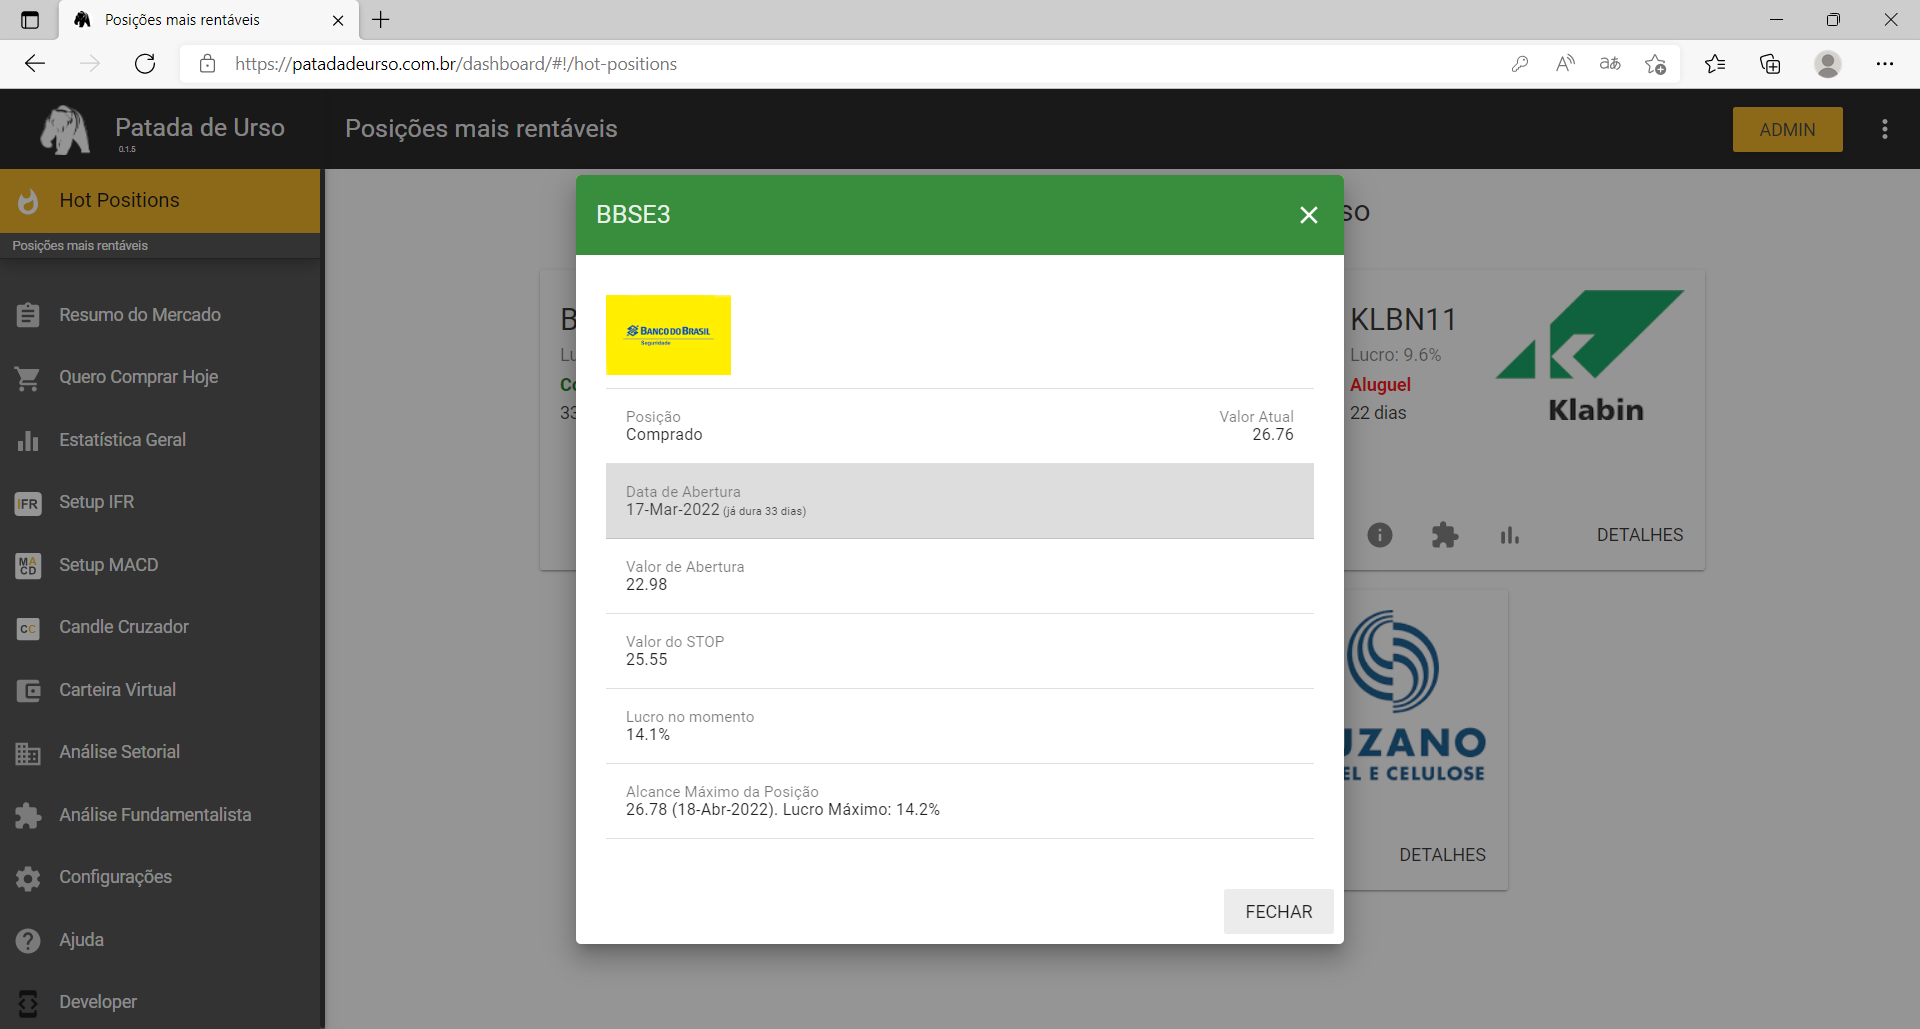 Posições mais rentáveis
https://patadadeurso.com.br/dashboard/#!/hot-positions
Patada de Urso
0.1.5
Posições mais rentáveis
ADMIN
Hot Positions
Posições mais rentáveis
Resumo do Mercado
Quero Comprar Hoje
Estatística Geral
IFR
Setup IFR
MACD
Setup MACD
CC
Candle Cruzador
Carteira Virtual
Análise Setorial
Análise Fundamentalista
Configurações
Ajuda
Developer
BBSE3
BANCO DO BRASIL
Seguridade
Posição
Comprado
Valor Atual
26.76
Data de Abertura
17-Mar-2022 (já dura 33 dias)
Valor de Abertura
22.98
Valor do STOP
25.55
Lucro no momento
14.1%
Alcance Máximo da Posição
26.78 (18-Abr-2022). Lucro Máximo: 14.2%
FECHAR
KLBN11
Lucro: 9.6%
Aluguel
22 dias
Klabin
DETALHES
UZANO
EL E CELULOSE
DETALHES